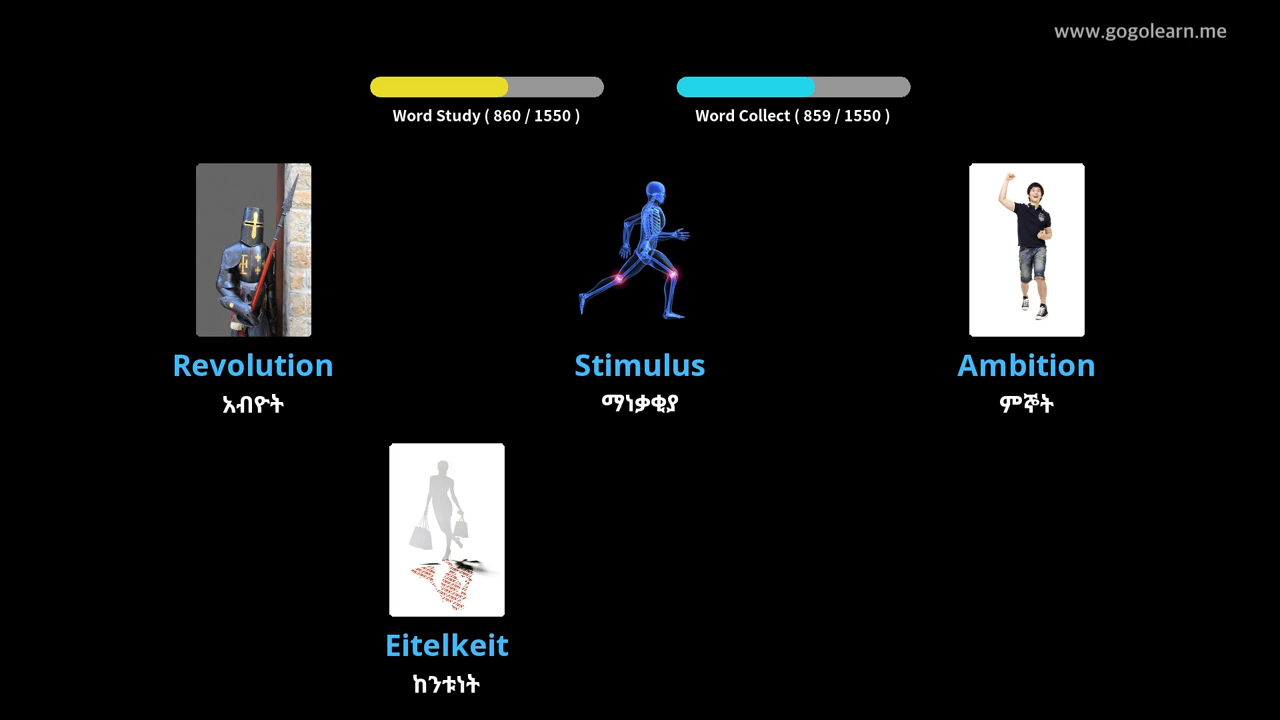 www.gogolearn.me
Word Study ( 860 / 1550 )
Word Collect ( 859 / 1550 )
Revolution
አብዮት
Stimulus
ማነቃቂያ
Ambition
ምኞት
Eitelkeit
ከንቱነት